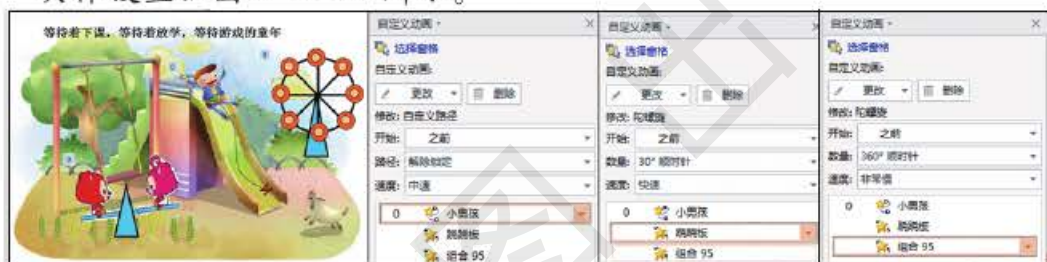 等待着下课，等待着放学，等待游戏的童年
自定义动画
选择窗格
自定义动画:
更改
删除
修改: 自定义路径
开始: 之前
路径: 解除锁定
速度: 中速
0 小男孩
跷跷板
组合 95
自定义动画
选择窗格
自定义动画:
更改
删除
修改: 陀螺旋
开始: 之前
数量: 30° 顺时针
速度: 快速
0 小男孩
跷跷板
组合 95
自定义动画
选择窗格
自定义动画:
更改
删除
修改: 陀螺旋
开始: 之前
数量: 360° 顺时针
速度: 非常慢
0 小男孩
跷跷板
组合 95